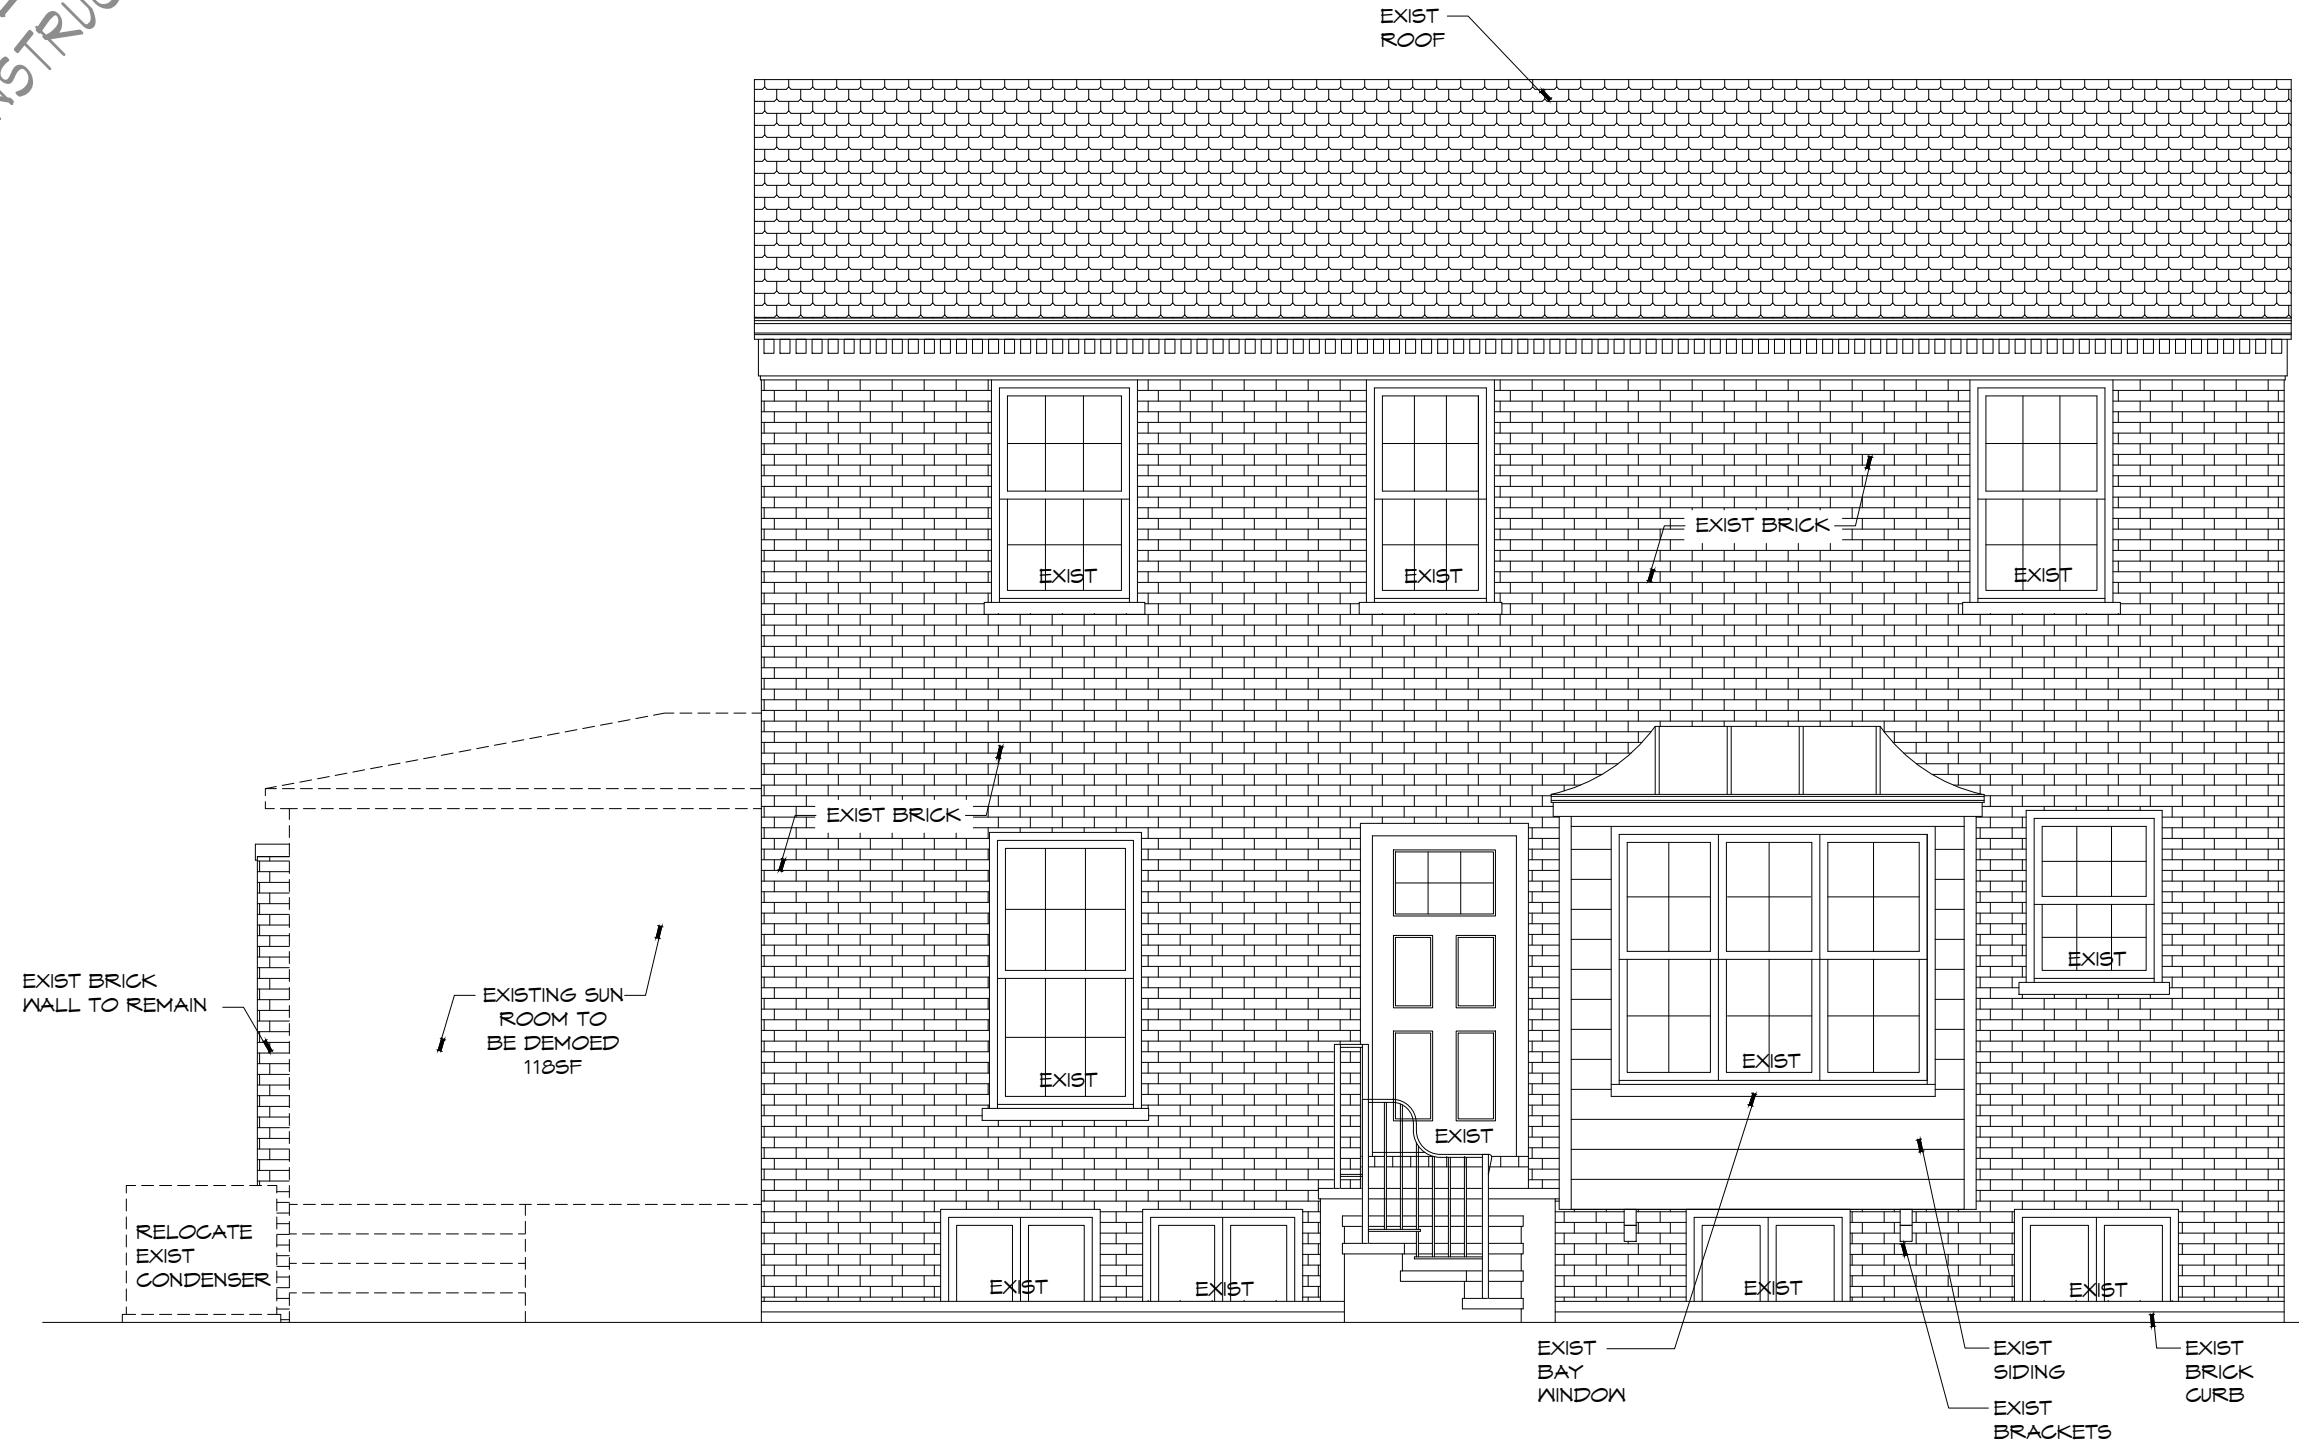 EXIST
ROOF
EXIST BRICK
EXIST
EXIST
EXIST
EXIST BRICK
EXIST
EXIST BRICK
WALL TO REMAIN
EXISTING SUN
ROOM TO
BE DEMOED
118SF
EXIST
EXIST
EXIST
RELOCATE
EXIST
CONDENSER
EXIST
EXIST
EXIST
EXIST
EXIST
BAY
WINDOW
EXIST
SIDING
EXIST
BRICK
CURB
EXIST
BRACKETS